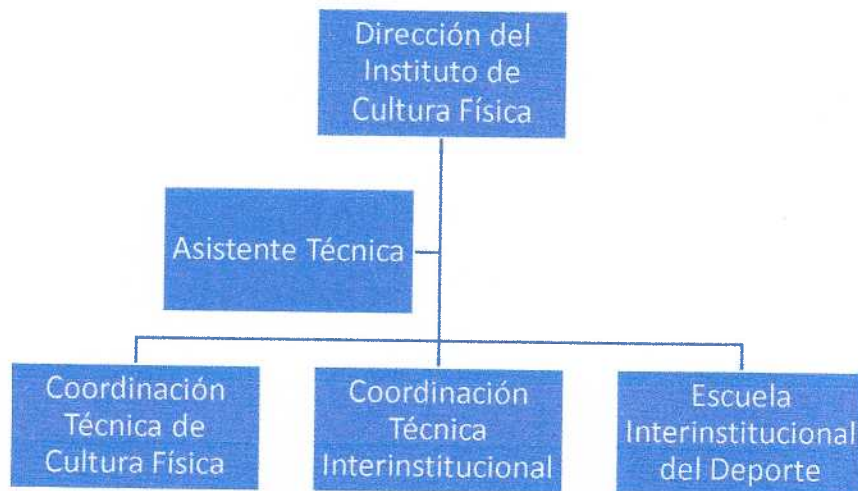 Dirección del
Instituto de
Cultura Física
Asistente Técnica
Coordinación
Técnica de
Cultura Física
Coordinación
Técnica
Interinstitucional
Escuela
Interinstitucional
del Deporte